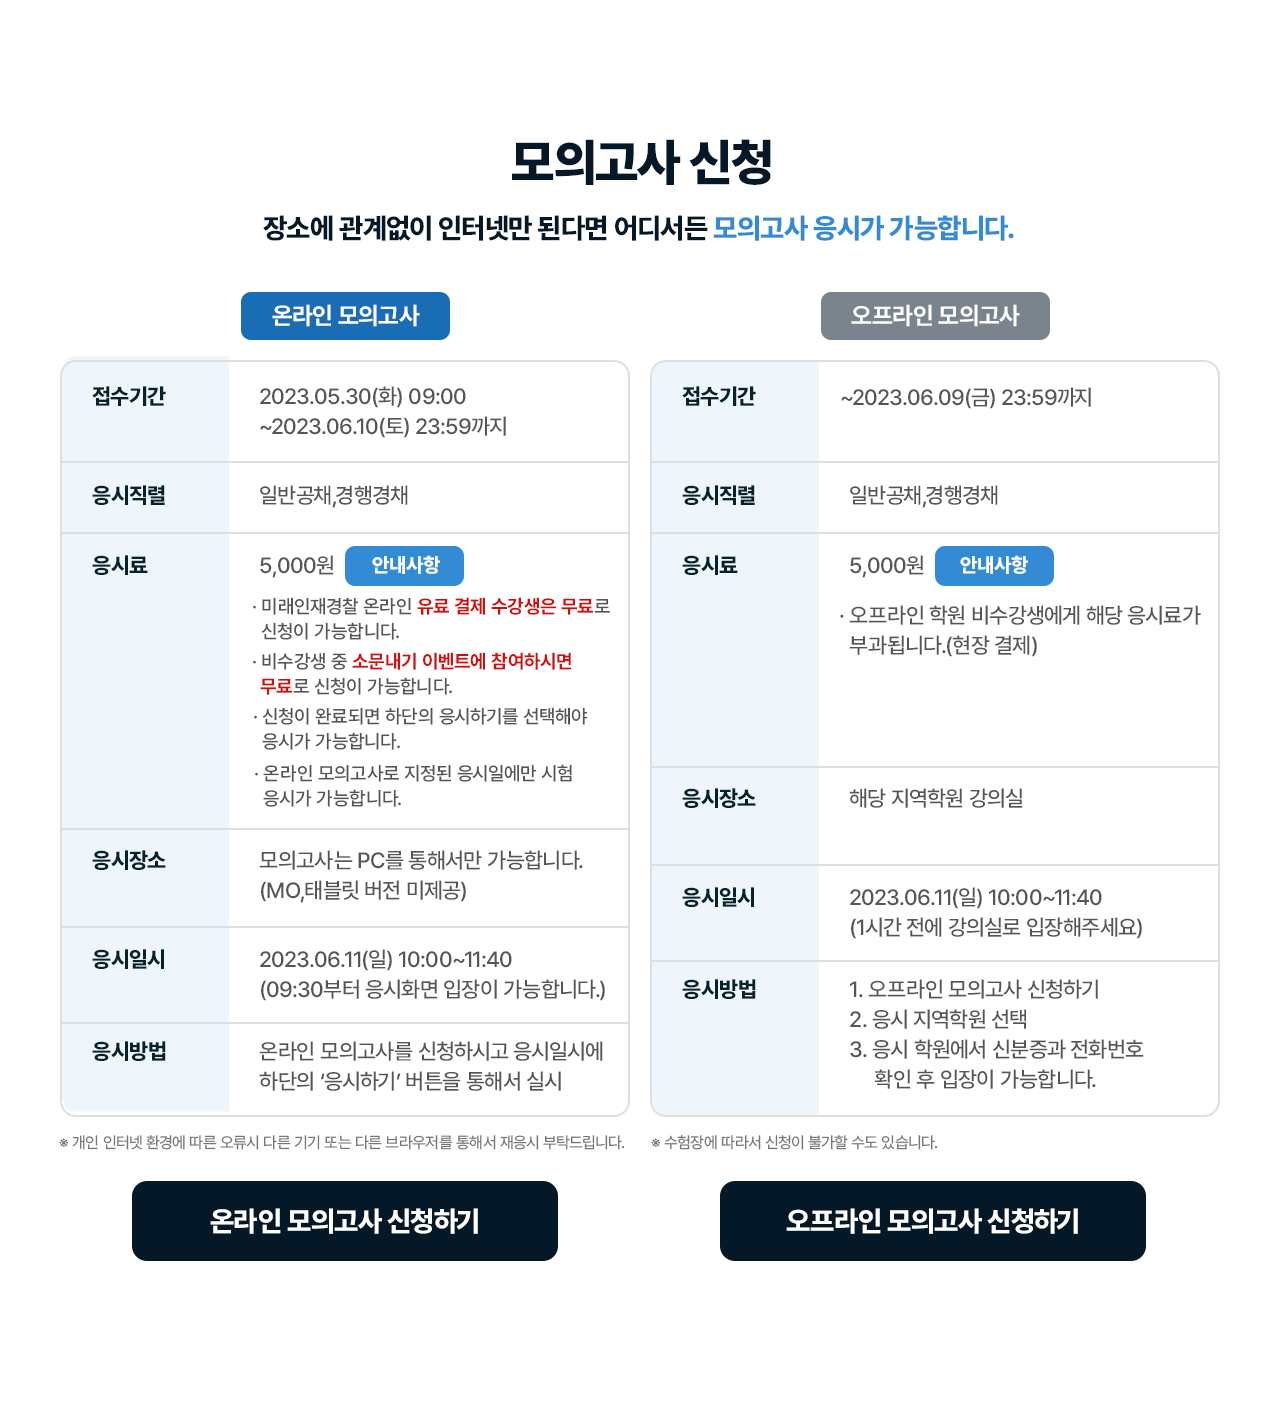 모의고사 신청
장소에 관계없이 인터넷만 된다면 어디서든 모의고사 응시가 가능합니다.
온라인 모의고사
접수기간
2023.05.30(화) 09:00
~2023.06.10(토) 23:59까지
응시직렬
일반공채,경행경채
응시료
5,000원 안내사항
· 미래인재경찰 온라인 유료 결제 수강생은 무료로
신청이 가능합니다.
· 비수강생 중 소문내기 이벤트에 참여하시면
무료로 신청이 가능합니다.
· 신청이 완료되면 하단의 응시하기를 선택해야
응시가 가능합니다.
· 온라인 모의고사로 지정된 응시일에만 시험
응시가 가능합니다.
응시장소
모의고사는 PC를 통해서만 가능합니다.
(MO,태블릿 버전 미제공)
응시일시
2023.06.11(일) 10:00~11:40
(09:30부터 응시화면 입장이 가능합니다.)
응시방법
온라인 모의고사를 신청하시고 응시일시에
하단의 ‘응시하기’ 버튼을 통해서 실시
※ 개인 인터넷 환경에 따른 오류시 다른 기기 또는 다른 브라우저를 통해서 재응시 부탁드립니다.
온라인 모의고사 신청하기
오프라인 모의고사
접수기간
~2023.06.09(금) 23:59까지
응시직렬
일반공채,경행경채
응시료
5,000원 안내사항
· 오프라인 학원 비수강생에게 해당 응시료가
부과됩니다.(현장 결제)
응시장소
해당 지역학원 강의실
응시일시
2023.06.11(일) 10:00~11:40
(1시간 전에 강의실로 입장해주세요)
응시방법
1. 오프라인 모의고사 신청하기
2. 응시 지역학원 선택
3. 응시 학원에서 신분증과 전화번호
확인 후 입장이 가능합니다.
※ 수험장에 따라서 신청이 불가할 수도 있습니다.
오프라인 모의고사 신청하기